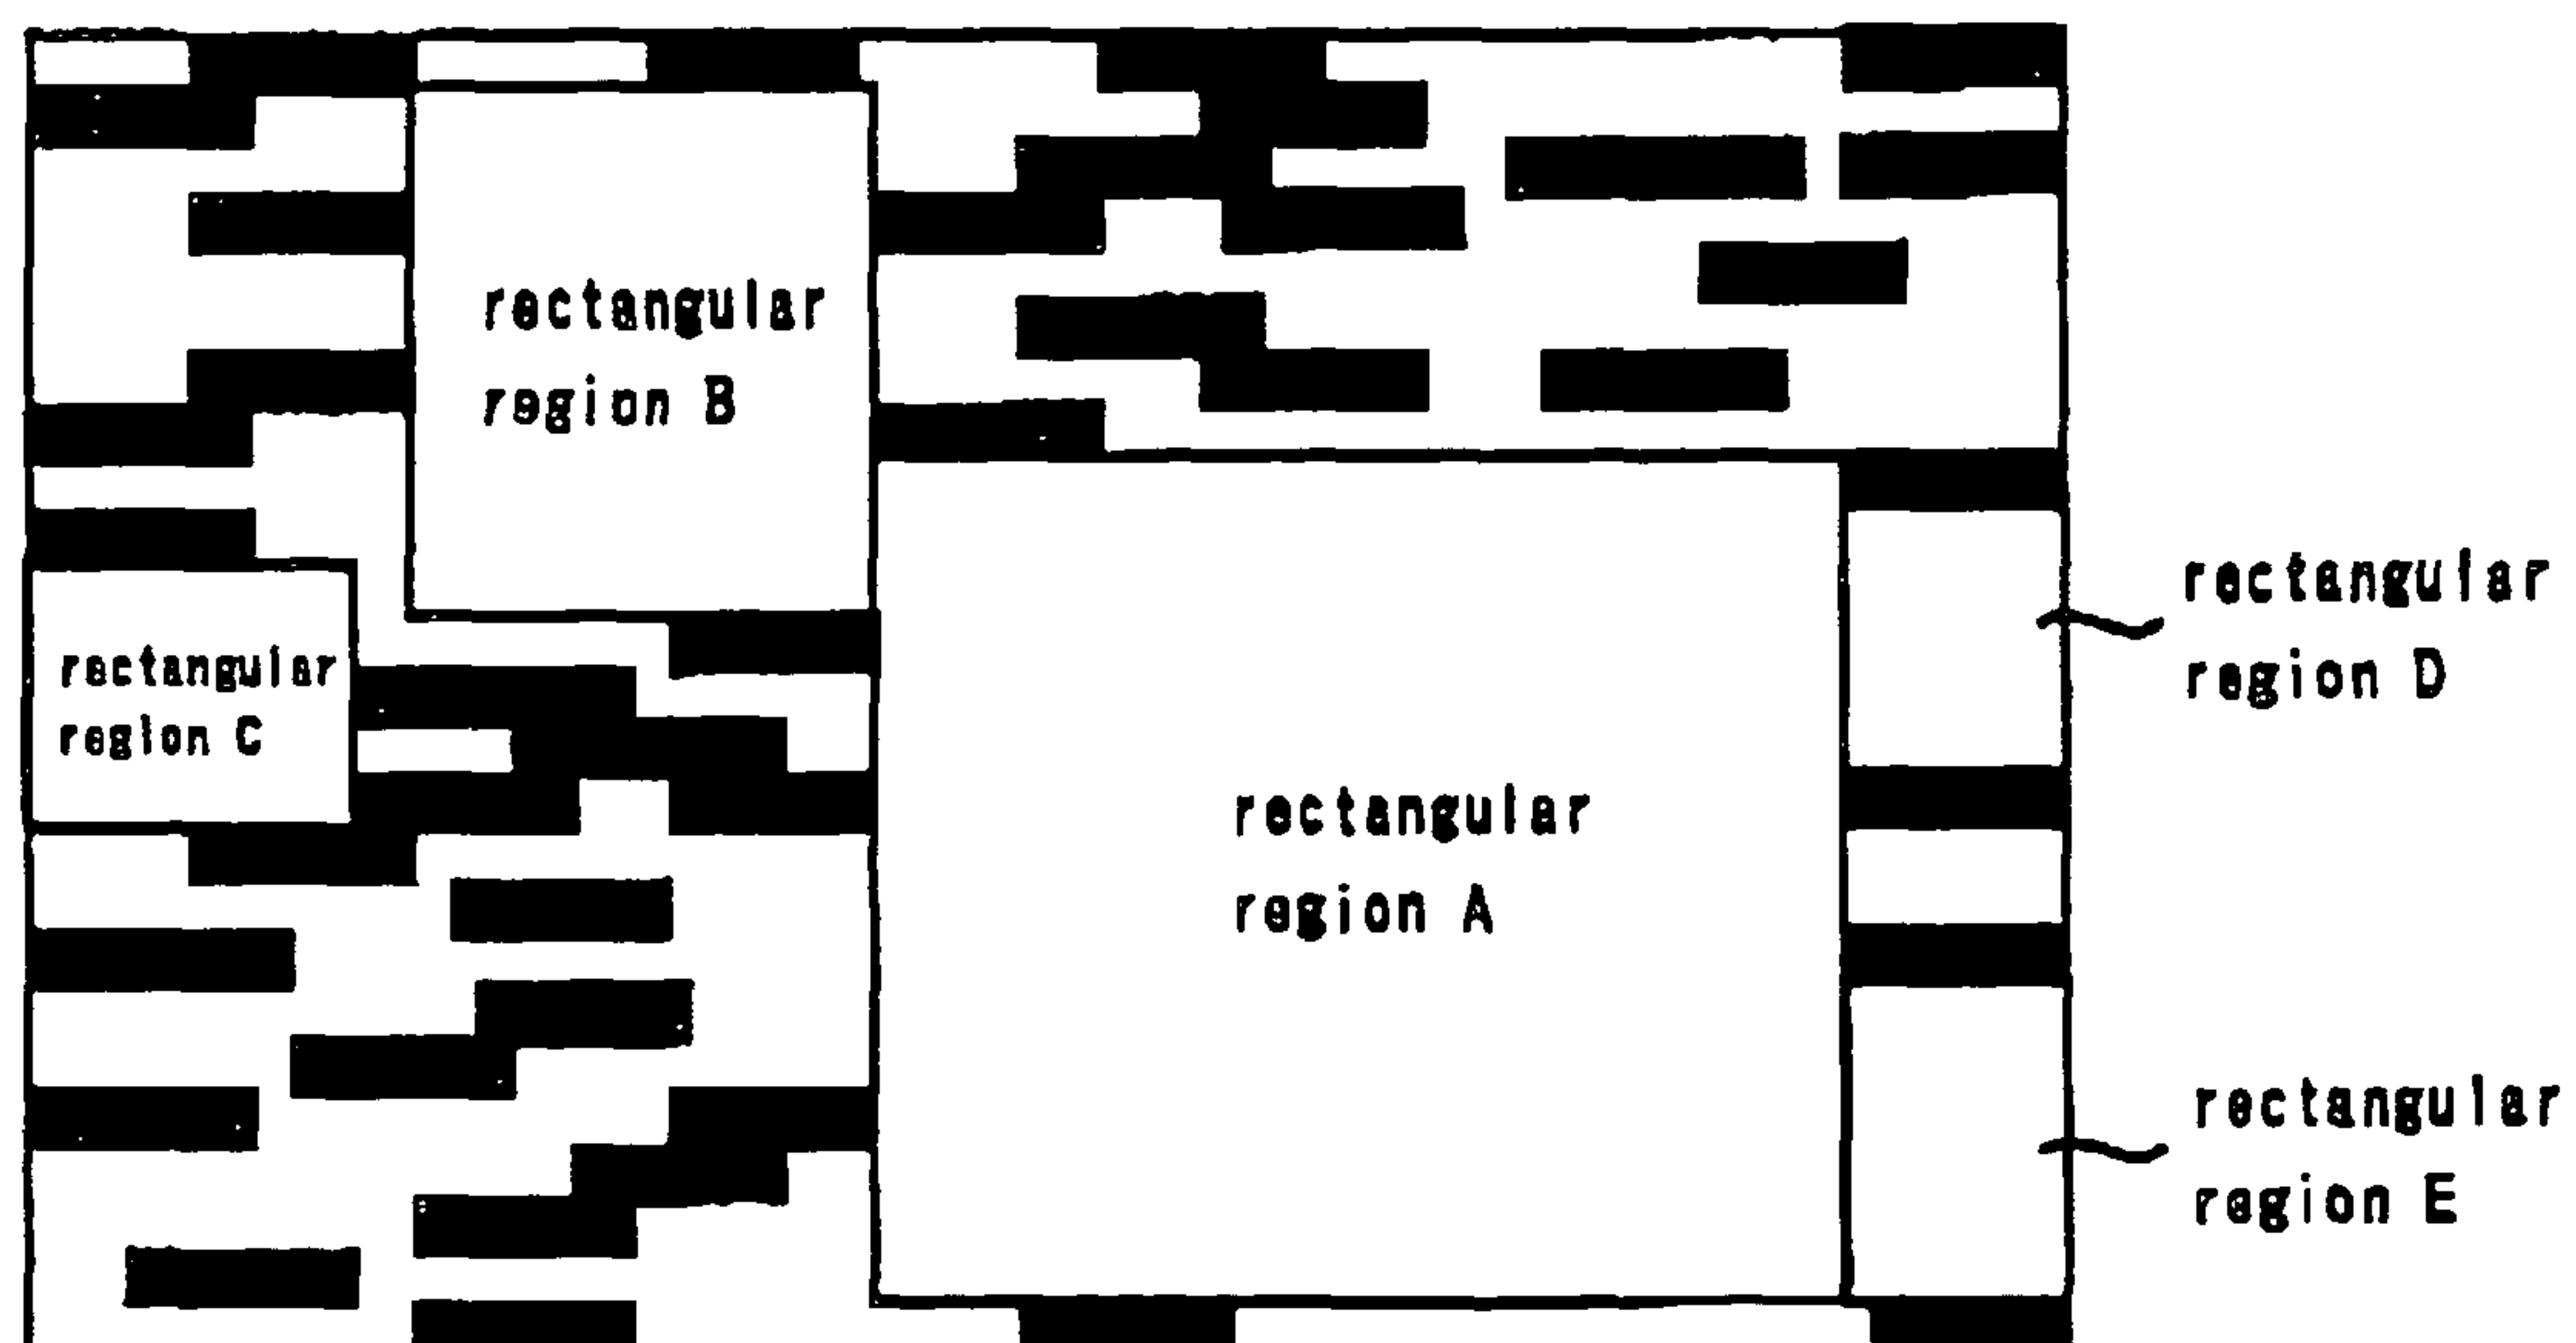 rectangular
region B
rectangular
region D
rectangular
region C
rectangular
region A
rectangular
region E